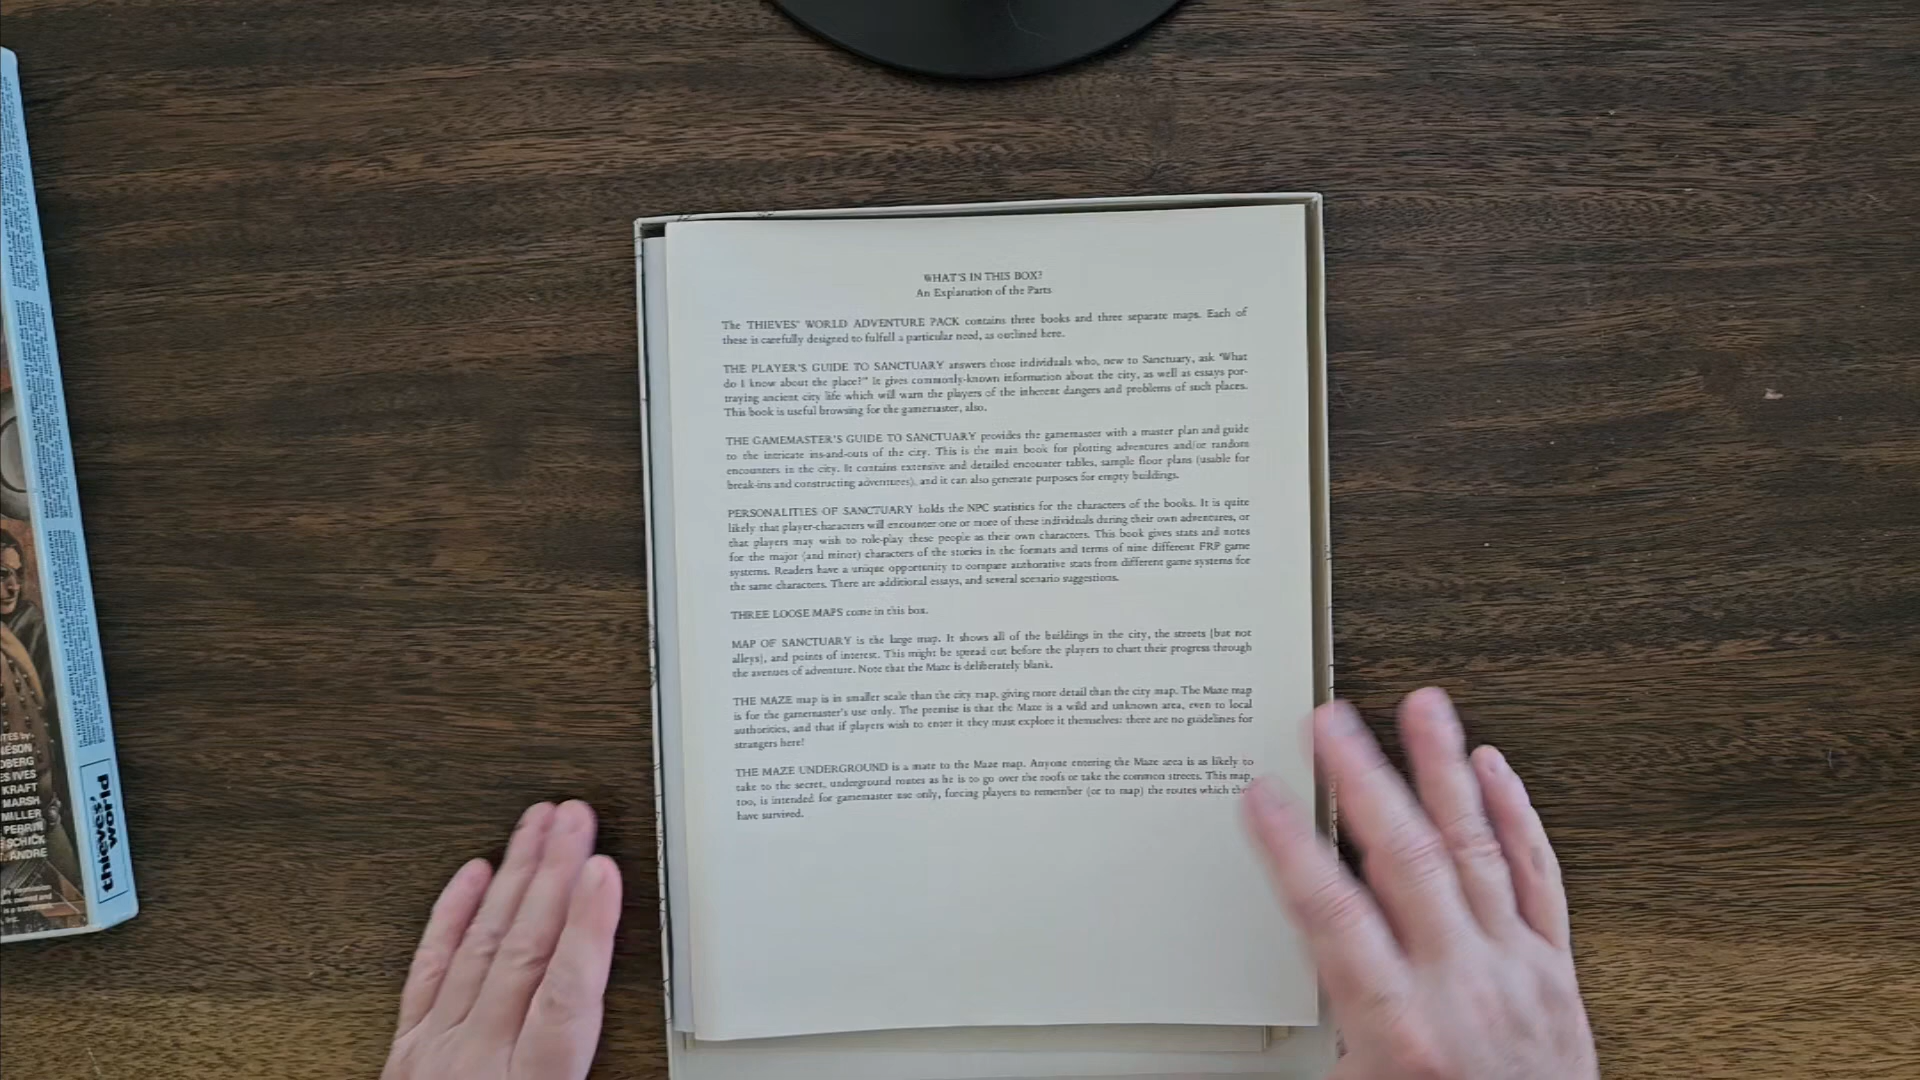 WHAT'S IN THIS BOX?
An Explanation of the Parts
The THIEVES' WORLD ADVENTURE PACK contains three books and three separate maps. Each of
these is carefully designed to fulfull a particular need, as outlined here.
THE PLAYER'S GUIDE TO SANCTUARY answers those individuals who, new to Sanctuary, ask "What
do I know about the place?" It gives commonly-known information about the city, as well as essays por-
traying ancient city life which will warn the players of the inherent dangers and problems of such places.
This book is useful browsing for the gamemaster, also.
THE GAMEMASTER'S GUIDE TO SANCTUARY provides the gamemaster with a master plan and guide
to the intricate ins-and-outs of the city. This is the main book for plotting adventures and/or random
encounters in the city. It contains extensive and detailed encounter tables, sample floor plans (usable for
break-ins and constructing adventures), and it can also generate purposes for empty buildings.
PERSONALITIES OF SANCTUARY holds the NPC statistics for the characters of the books. It is quite
likely that player-characters will encounter one or more of these individuals during their own adventures, or
that players may wish to role-play these people as their own characters. This book gives stats and notes
for the major (and minor) characters of the stories in the formats and terms of nine different FRP game
systems. Readers have a unique opportunity to compare authorative stats from different game systems for
the same characters. There are additional essays, and several scenario suggestions.
THREE LOOSE MAPS come in this box.
MAP OF SANCTUARY is the large map. It shows all of the buildings in the city, the streets (but not
alleys), and points of interest. This might be spread out before the players to chart their progress through
the avenues of adventure. Note that the Maze is deliberately blank.
THE MAZE map is in smaller scale than the city map, giving more detail than the city map. The Maze map
is for the gamemaster's use only. The premise is that the Maze is a wild and unknown area, even to local
authorities, and that if players wish to enter it they must explore it themselves: there are no guidelines for
strangers here!
THE MAZE UNDERGROUND is a mate to the Maze map. Anyone entering the Maze area is as likely to
take to the secret, underground routes as he is to go over the roofs or take the common streets. This map,
too, is intended for gamemaster use only, forcing players to remember (or to map) the routes which the
have survived.
thieves'
world
KRAFT
MARSH
MILLER
PERRIN
SCHICK
ANDRE